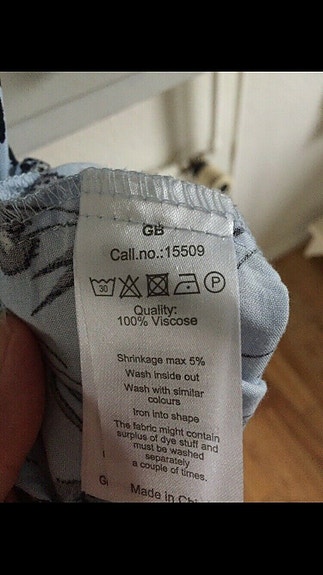 GB
Call.no.:15509
30 P
Quality:
100% Viscose
Shrinkage max 5%
Wash inside out
Wash with similar
colours
Iron into shape
The fabric might contain
surplus of dye stuff and
must be washed
separately
a couple of times.
Made in